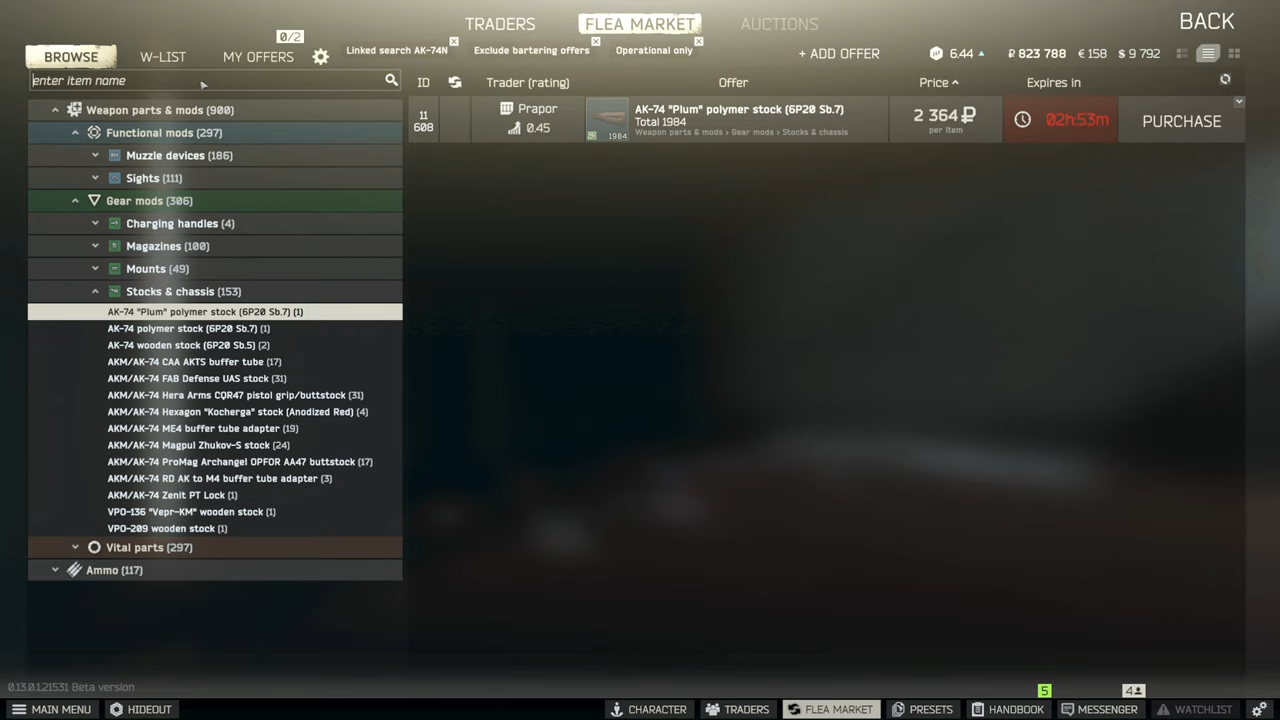 TRADERS FLEA MARKET AUCTIONS BACK
0/2
BROWSE W-LIST MY OFFERS Linked search AK-74N x Exclude bartering offers x Operational only x + ADD OFFER 6.44 ₽ 823 788 € 158 $ 9 792
enter item name
ID Trader (rating) Offer Price Expires in
11 608 Prapor 0.45 1984 AK-74 "Plum" polymer stock (6P20 Sb.7) 2 364 ₽ 02h:53m PURCHASE
Total 1984 per item
Weapon parts & mods > Gear mods > Stocks & chassis
Weapon parts & mods (900)
Functional mods (297)
Muzzle devices (186)
Sights (111)
Gear mods (306)
Charging handles (4)
Magazines (100)
Mounts (49)
Stocks & chassis (153)
AK-74 "Plum" polymer stock (6P20 Sb.7) (1)
AK-74 polymer stock (6P20 Sb.7) (1)
AK-74 wooden stock (6P20 Sb.5) (2)
AKM/AK-74 CAA AKTS buffer tube (17)
AKM/AK-74 FAB Defense UAS stock (31)
AKM/AK-74 Hera Arms CQR47 pistol grip/buttstock (31)
AKM/AK-74 Hexagon "Kocherga" stock (Anodized Red) (4)
AKM/AK-74 ME4 buffer tube adapter (19)
AKM/AK-74 Magpul Zhukov-S stock (24)
AKM/AK-74 ProMag Archangel OPFOR AA47 buttstock (17)
AKM/AK-74 RD AK to M4 buffer tube adapter (3)
AKM/AK-74 Zenit PT Lock (1)
VPO-136 "Vepr-KM" wooden stock (1)
VPO-209 wooden stock (1)
Vital parts (297)
Ammo (117)
0.13.0.1.21531 Beta version
5 4
MAIN MENU HIDEOUT CHARACTER TRADERS FLEA MARKET PRESETS HANDBOOK MESSENGER WATCHLIST